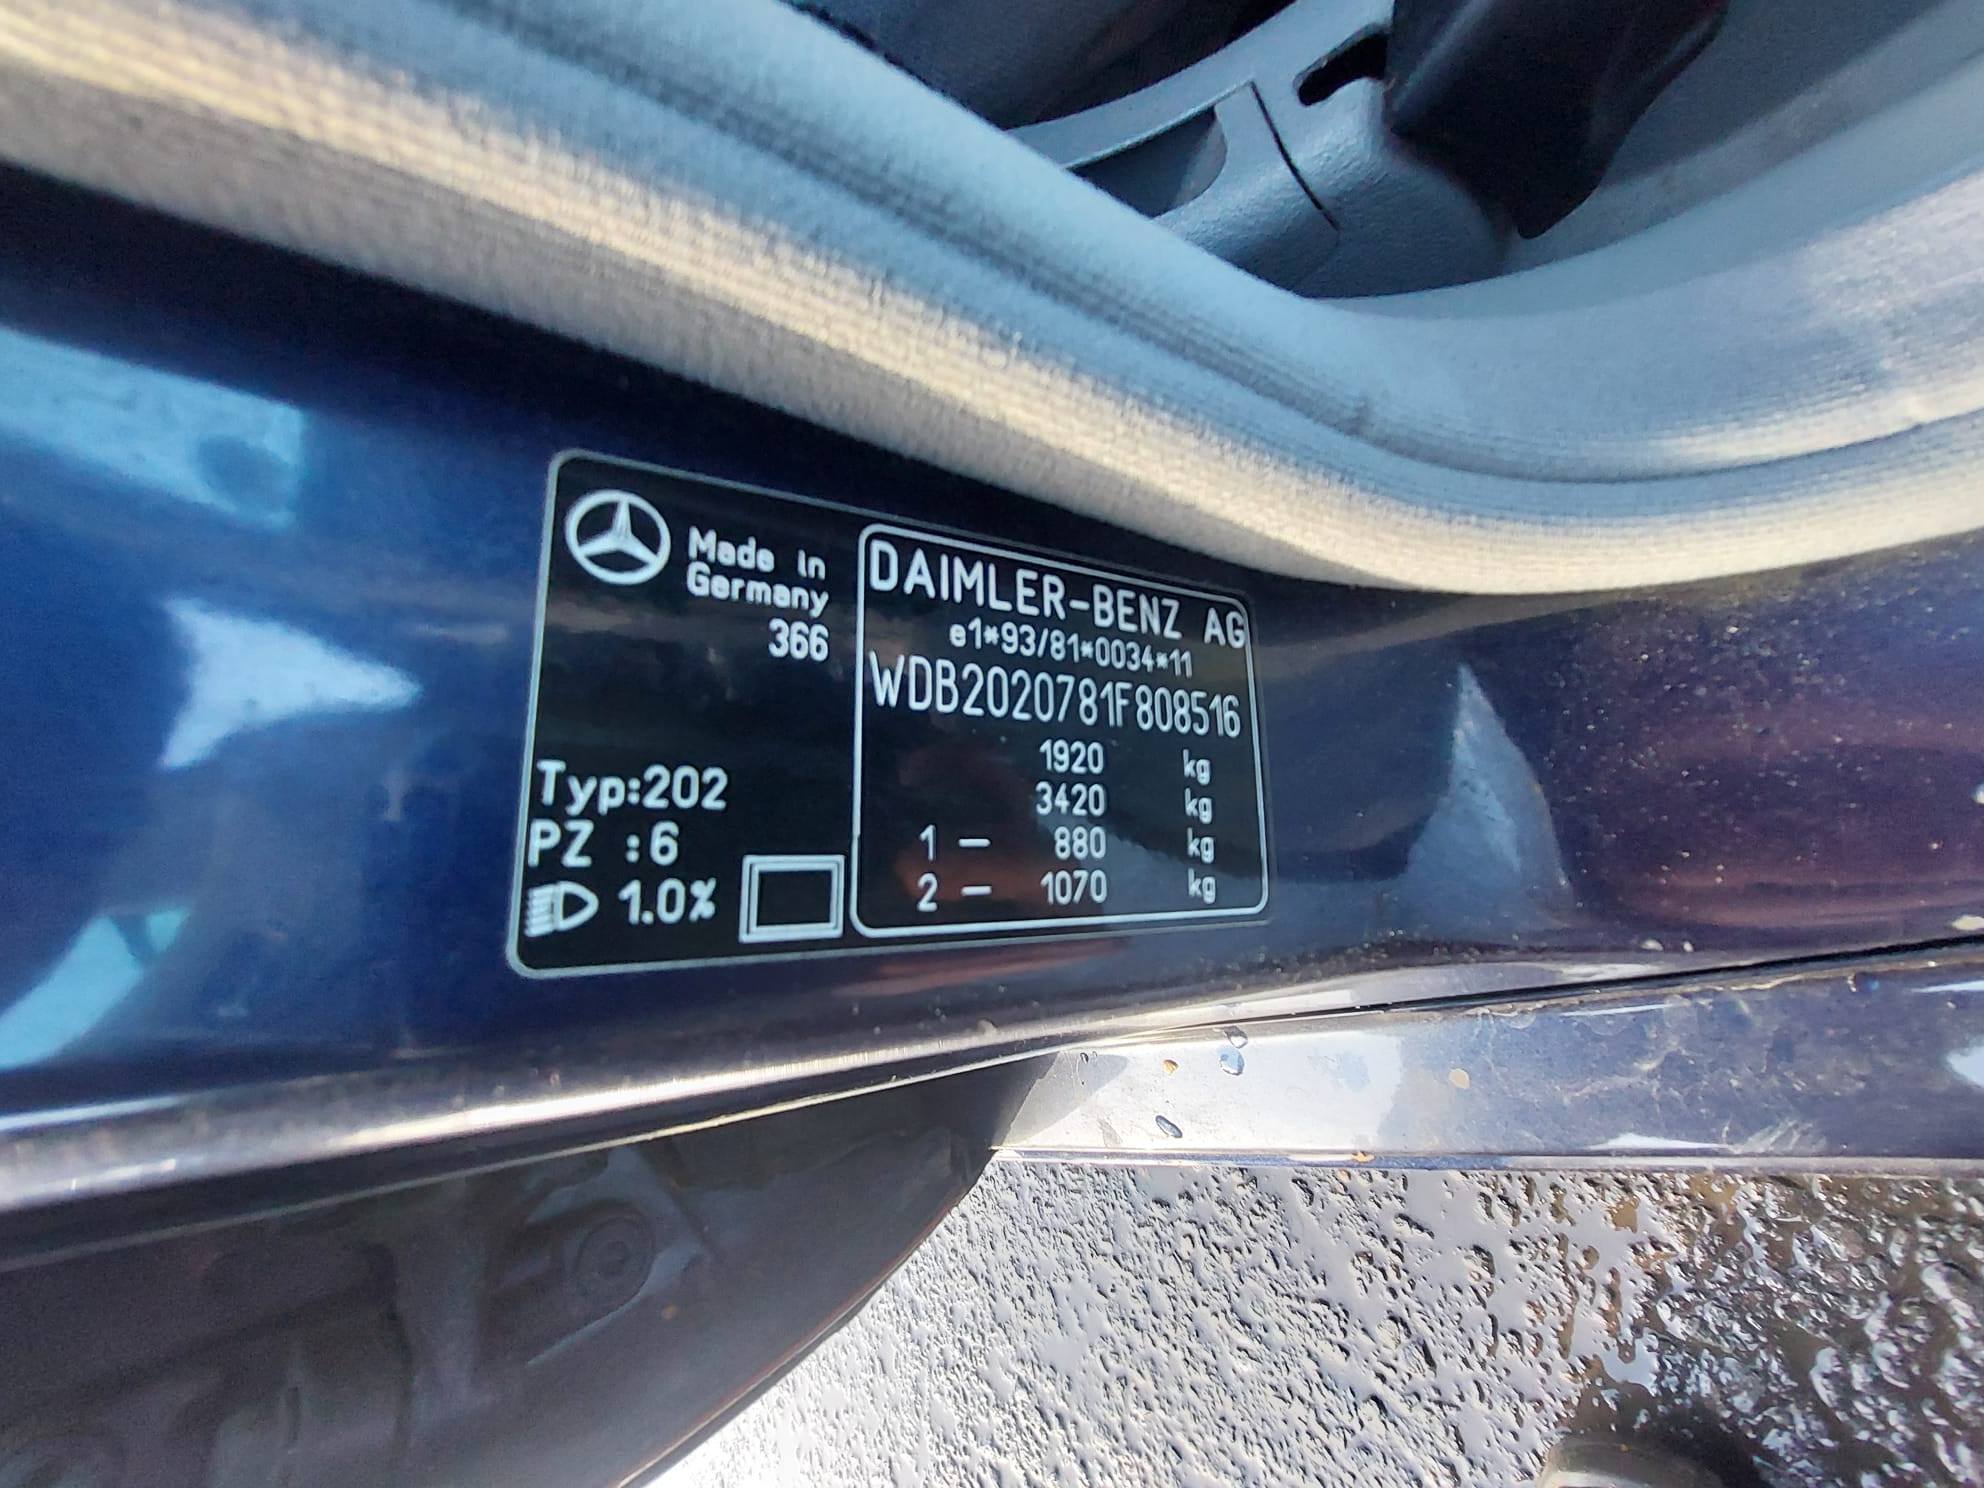 Made in
Germany
366
Typ:202
PZ :6
1.0%
DAIMLER-BENZ AG
e1*93/81*0034*11
WDB2020781F808516
1920 kg
3420 kg
1 - 880 kg
2 - 1070 kg